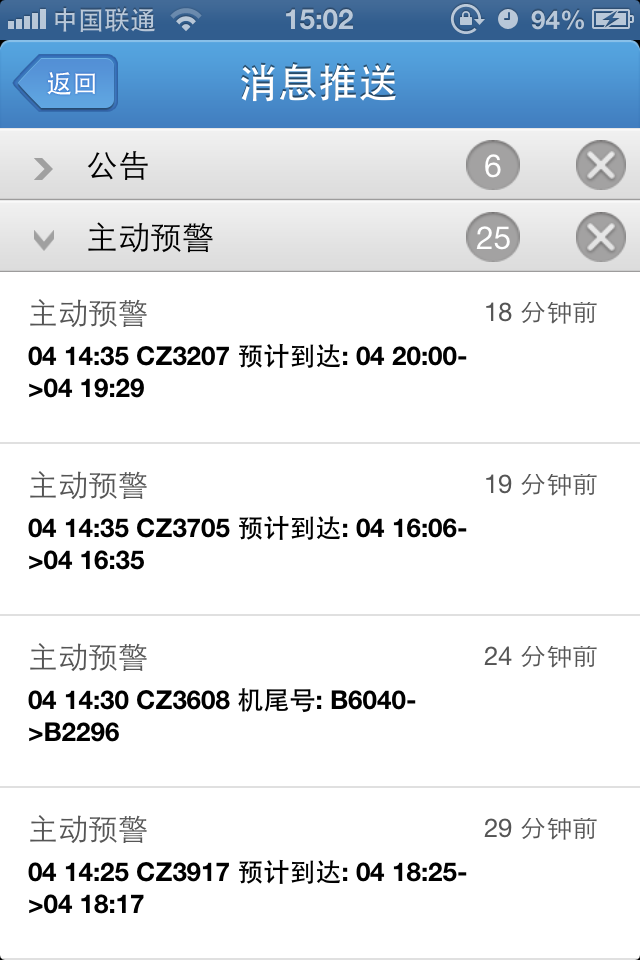 中国联通 15:02 94%
返回 消息推送
公告 6
主动预警 25
主动预警 18 分钟前
04 14:35 CZ3207 预计到达: 04 20:00-
>04 19:29
主动预警 19 分钟前
04 14:35 CZ3705 预计到达: 04 16:06-
>04 16:35
主动预警 24 分钟前
04 14:30 CZ3608 机尾号: B6040-
>B2296
主动预警 29 分钟前
04 14:25 CZ3917 预计到达: 04 18:25-
>04 18:17